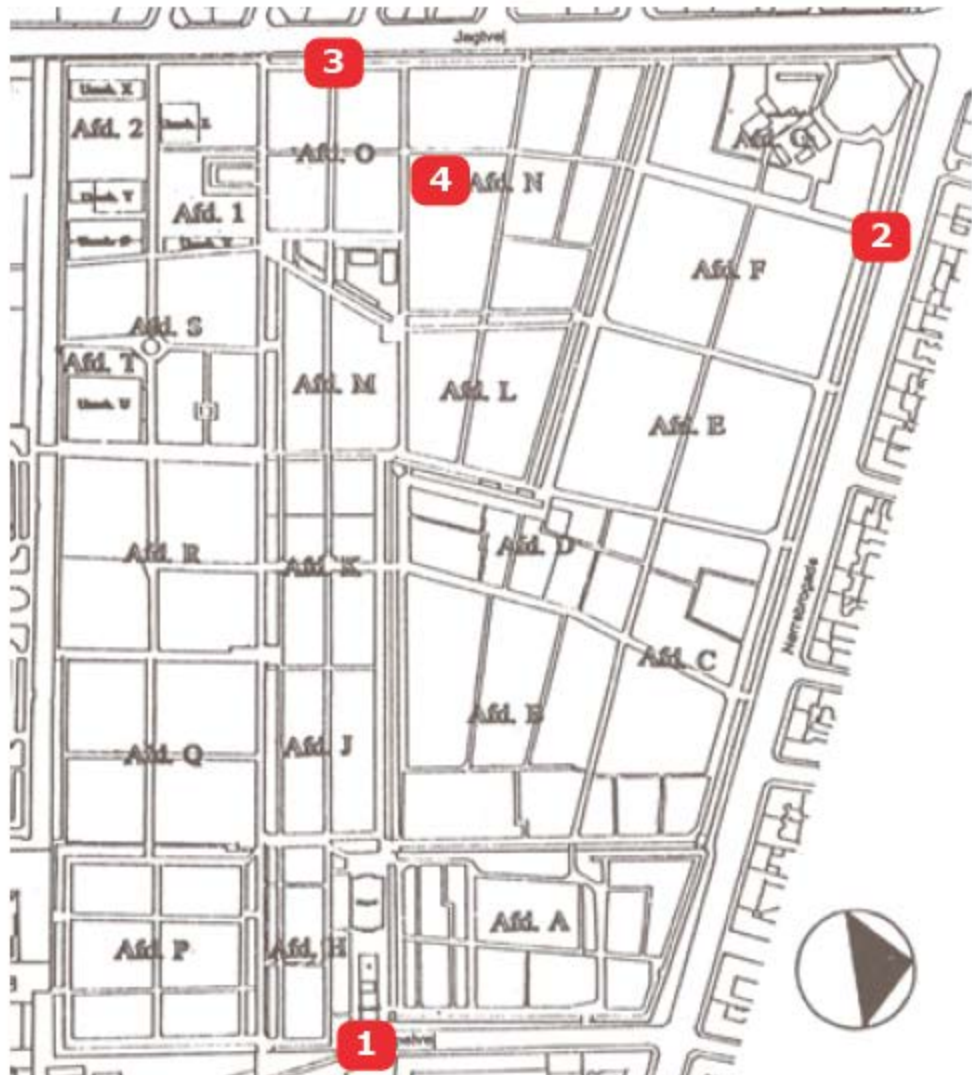 Jagtvej
3
Afd. 2
Afd. O
4
Afd. N
Afd. 1
2
Afd. F
Afd. S
Afd. T
Afd. M
Afd. L
Afd. E
Afd. R
Afd. K
Afd. D
Nørrebrogade
Afd. C
Afd. B
Afd. Q
Afd. J
Afd. A
Afd. P
Afd. H
1